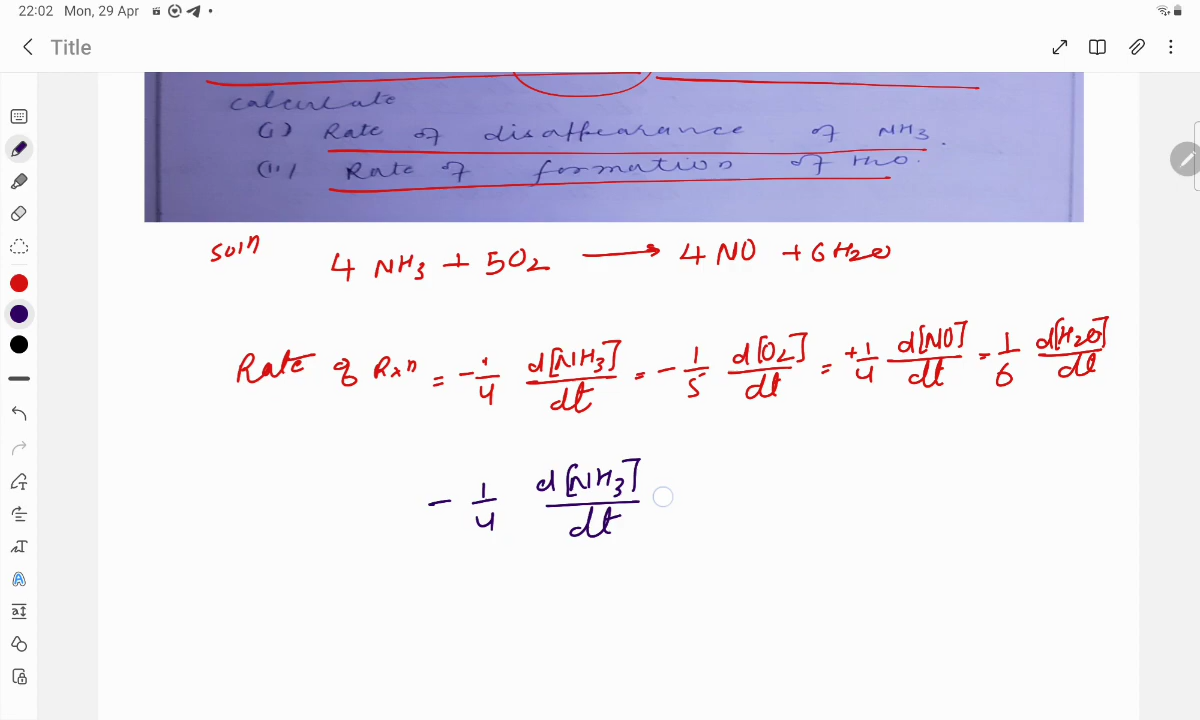 22:02 Mon, 29 Apr
Title
calculate
(i) Rate of disappearance of NH3.
(ii) Rate of formation of H2O.
soln
4 NH3 + 5O2 ⟶ 4 NO + 6H2O
Rate of Rxn = - 1/4 d[NH3]/dt = - 1/5 d[O2]/dt = +1/4 d[NO]/dt = 1/6 d[H2O]/dt
- 1/4 d[NH3]/dt